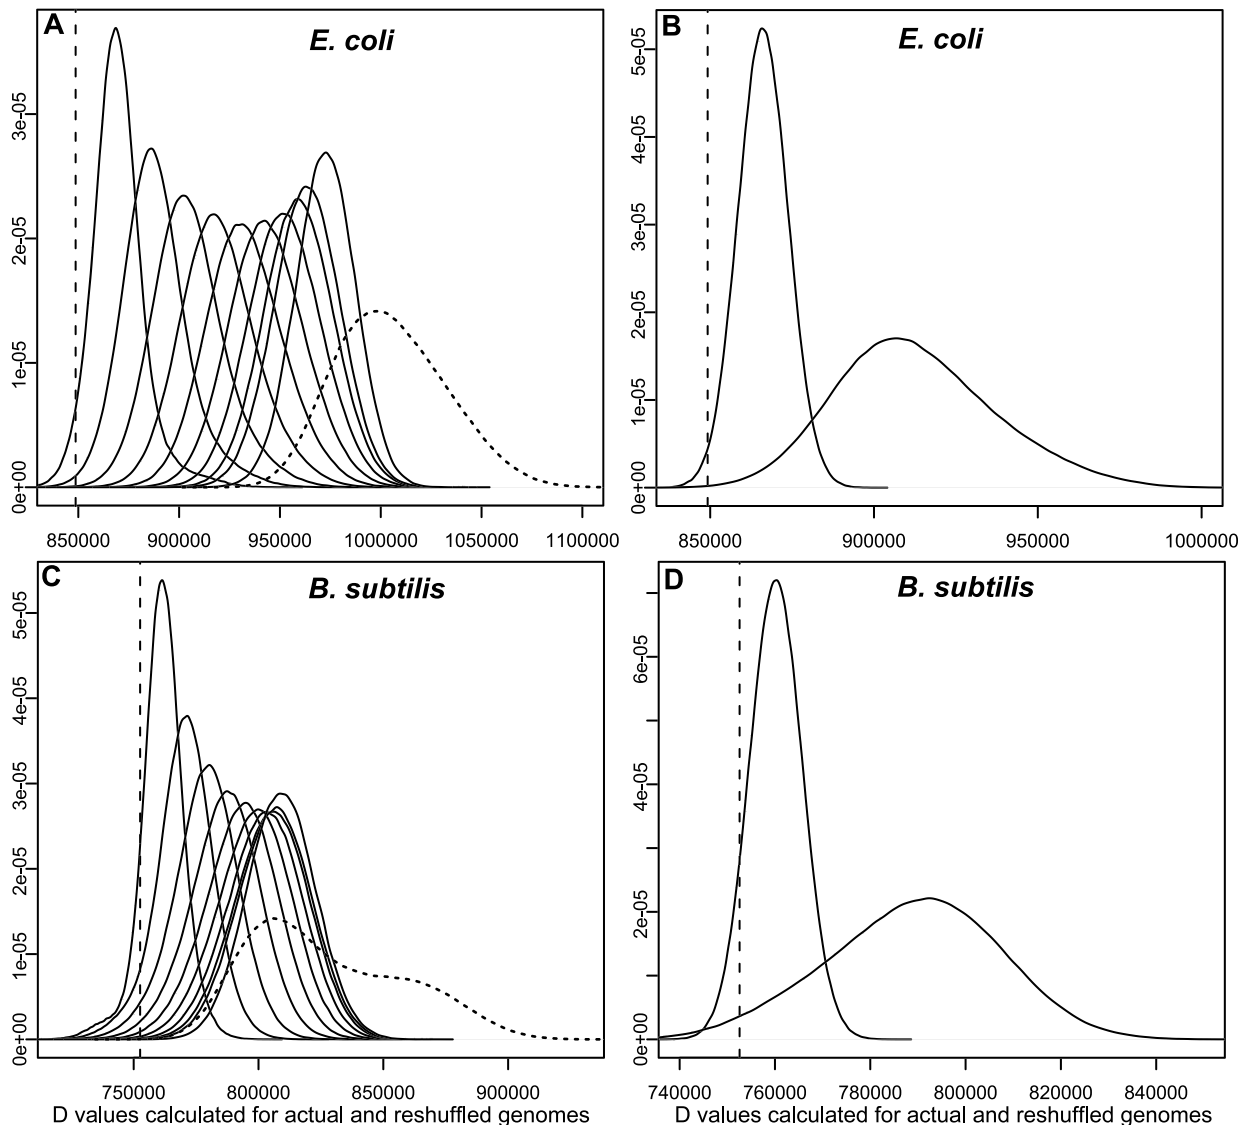 A
E. coli
3e-05
2e-05
1e-05
0e+00
850000 900000 950000 1000000 1050000 1100000
B
E. coli
5e-05
4e-05
3e-05
2e-05
1e-05
0e+00
850000 900000 950000 1000000
C
B. subtilis
5e-05
4e-05
3e-05
2e-05
1e-05
0e+00
750000 800000 850000 900000
D values calculated for actual and reshuffled genomes
D
B. subtilis
6e-05
4e-05
2e-05
0e+00
740000 760000 780000 800000 820000 840000
D values calculated for actual and reshuffled genomes